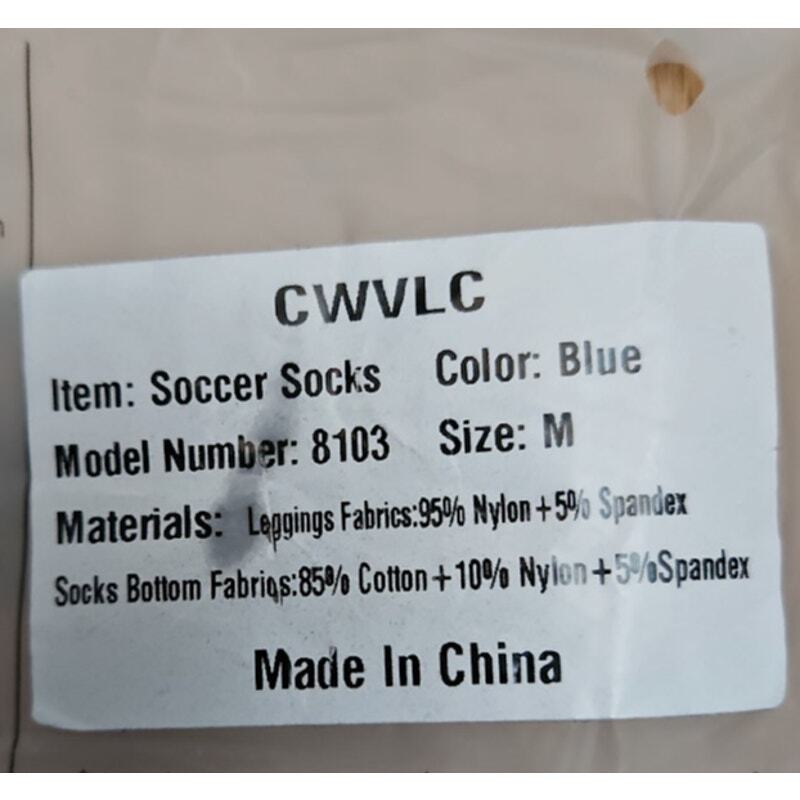 CWVLC
Item: Soccer Socks Color: Blue
Model Number: 8103 Size: M
Materials: Leggings Fabrics:95% Nylon+5% Spandex
Socks Bottom Fabrics:85% Cotton+10% Nylon+5%Spandex
Made In China